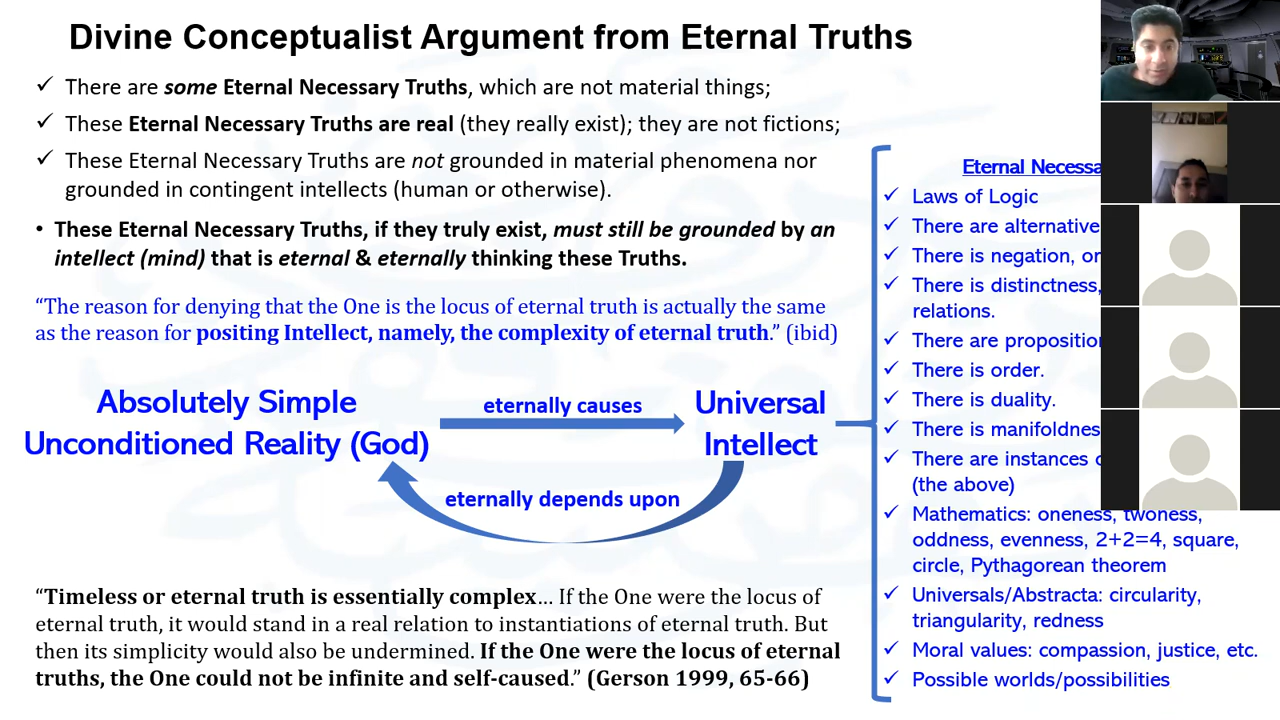 Divine Conceptualist Argument from Eternal Truths
✓ There are some Eternal Necessary Truths, which are not material things;
✓ These Eternal Necessary Truths are real (they really exist); they are not fictions;
✓ These Eternal Necessary Truths are not grounded in material phenomena nor
grounded in contingent intellects (human or otherwise).
• These Eternal Necessary Truths, if they truly exist, must still be grounded by an
intellect (mind) that is eternal & eternally thinking these Truths.
“The reason for denying that the One is the locus of eternal truth is actually the same
as the reason for positing Intellect, namely, the complexity of eternal truth.” (ibid)
Absolutely Simple
Unconditioned Reality (God)
eternally causes
Universal
Intellect
eternally depends upon
“Timeless or eternal truth is essentially complex… If the One were the locus of
eternal truth, it would stand in a real relation to instantiations of eternal truth. But
then its simplicity would also be undermined. If the One were the locus of eternal
truths, the One could not be infinite and self-caused.” (Gerson 1999, 65-66)
Eternal Necessa
✓ Laws of Logic
✓ There are alternative
✓ There is negation, or
✓ There is distinctness,
relations.
✓ There are proposition
✓ There is order.
✓ There is duality.
✓ There is manifoldnes
✓ There are instances
(the above)
✓ Mathematics: oneness, twoness,
oddness, evenness, 2+2=4, square,
circle, Pythagorean theorem
✓ Universals/Abstracta: circularity,
triangularity, redness
✓ Moral values: compassion, justice, etc.
✓ Possible worlds/possibilities